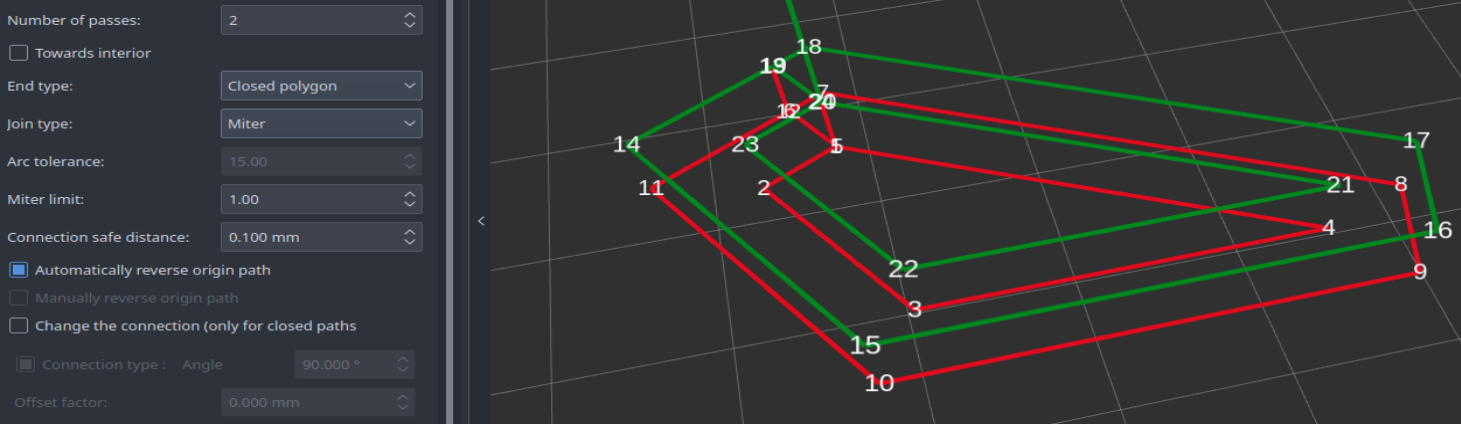 Number of passes: 2
Towards interior
End type: Closed polygon
Join type: Miter
Arc tolerance: 15.00
Miter limit: 1.00
Connection safe distance: 0.100 mm
Automatically reverse origin path
Manually reverse origin path
Change the connection (only for closed paths
Connection type : Angle 90.000 °
Offset factor: 0.000 mm
<
18
19
7
20
12
14
23
5
17
11
2
21
8
4
16
22
9
3
15
10